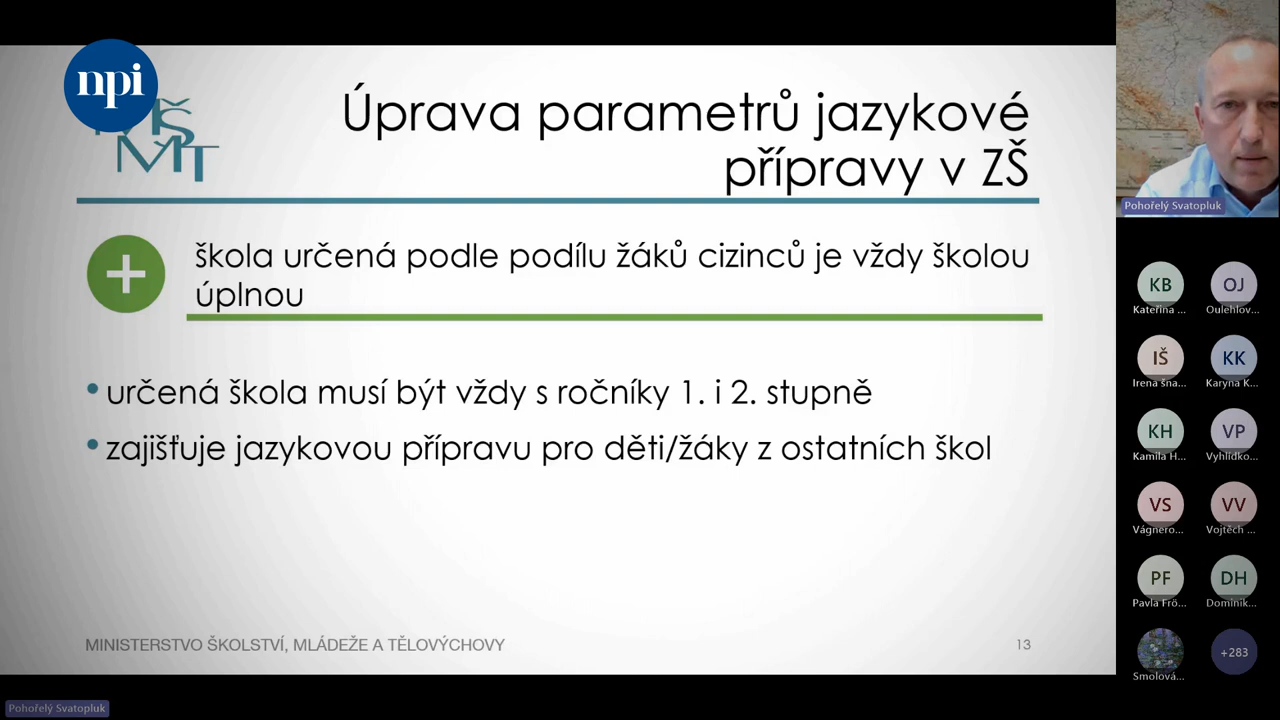 npi
MŠMT
Úprava parametrů jazykové
přípravy v ZŠ
+
škola určená podle podílu žáků cizinců je vždy školou
úplnou
• určená škola musí být vždy s ročníky 1. i 2. stupně
• zajišťuje jazykovou přípravu pro děti/žáky z ostatních škol
MINISTERSTVO ŠKOLSTVÍ, MLÁDEŽE A TĚLOVÝCHOVY
13
Pohořelý Svatopluk
KB
OJ
Kateřina ...
Oulehlov...
IŠ
KK
Irena šna...
Karyna K...
KH
VP
Kamila H...
Vyhlídko...
VS
VV
Vágnero...
Vojtěch ...
PF
DH
Pavla Frö...
Dominik...
+283
Smolová...
Pohořelý Svatopluk